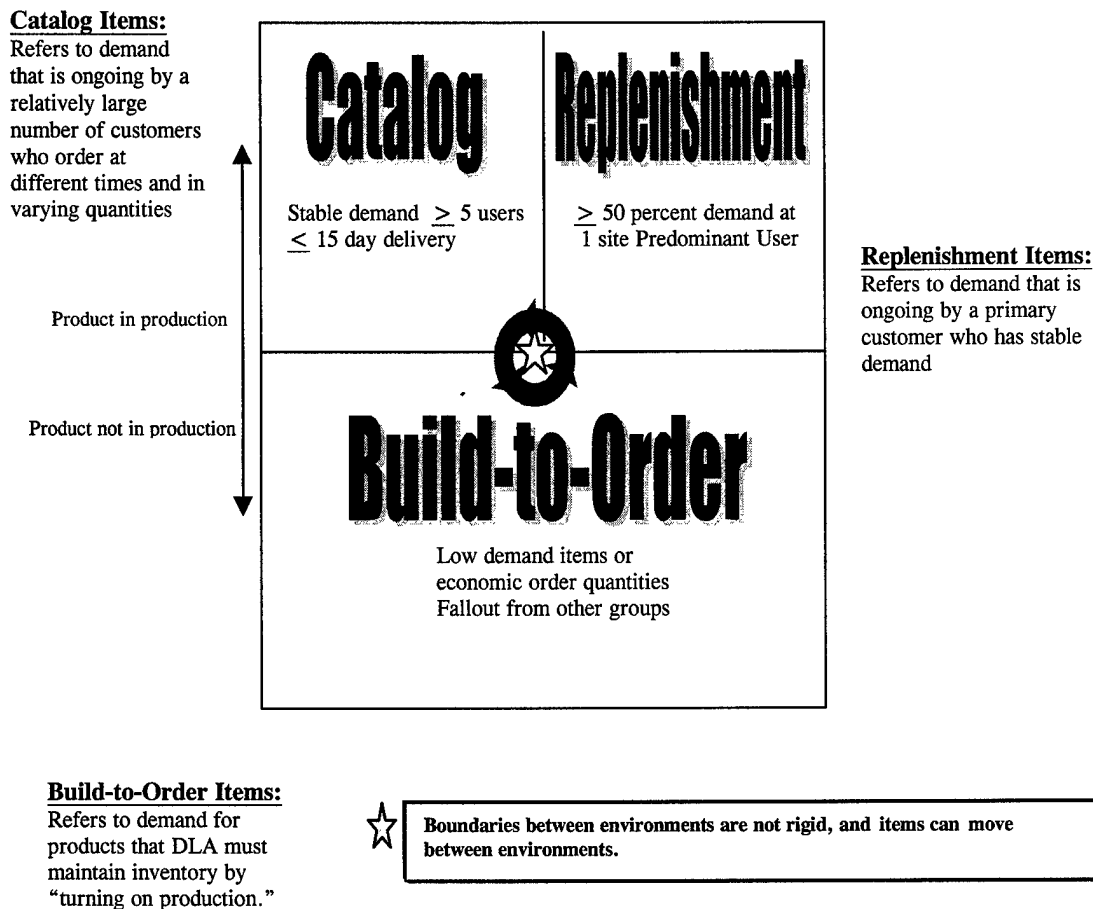 Catalog Items:
Refers to demand
that is ongoing by a
relatively large
number of customers
who order at
different times and in
varying quantities
Catalog
Stable demand ≥ 5 users
≤ 15 day delivery
Replenishment
≥ 50 percent demand at
1 site Predominant User
Replenishment Items:
Refers to demand that is
ongoing by a primary
customer who has stable
demand
Product in production
Product not in production
Build-to-Order
Low demand items or
economic order quantities
Fallout from other groups
Build-to-Order Items:
Refers to demand for
products that DLA must
maintain inventory by
“turning on production.”
Boundaries between environments are not rigid, and items can move
between environments.